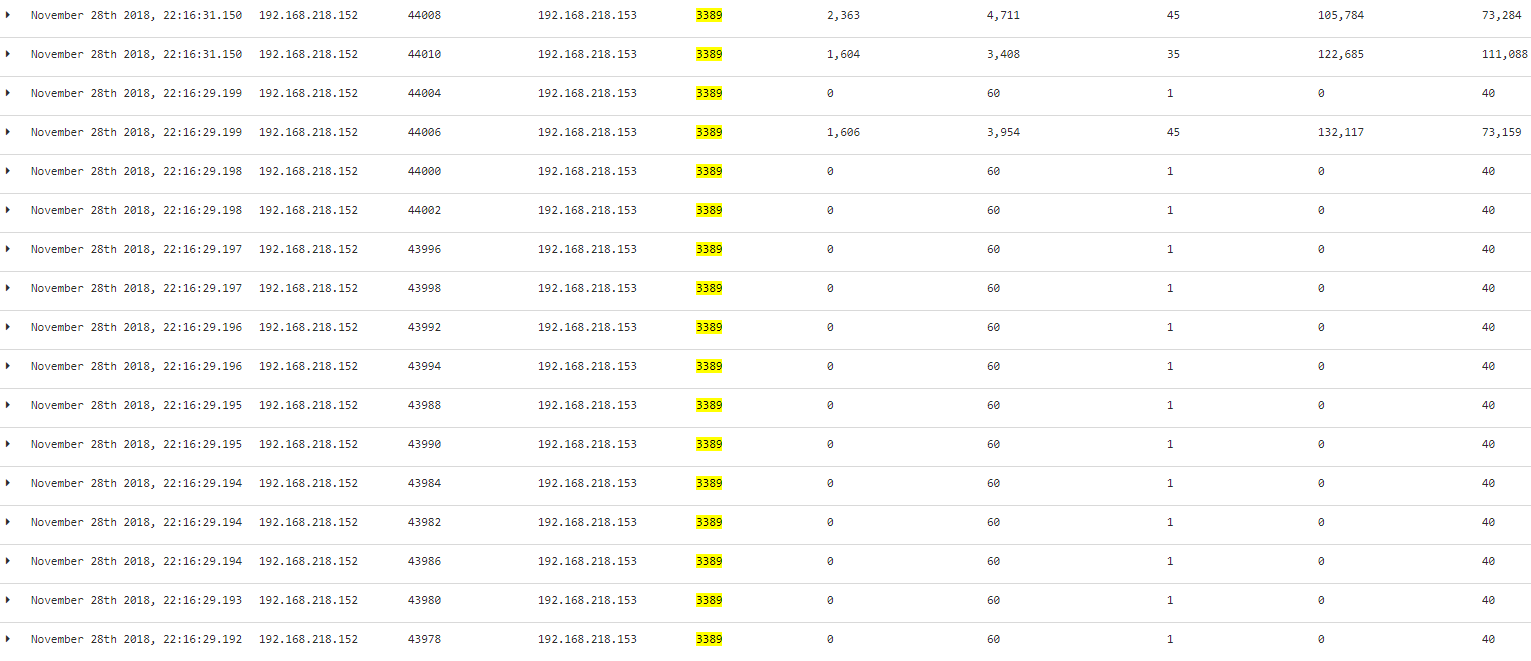 November 28th 2018, 22:16:31.150 192.168.218.152 44008 192.168.218.153 3389 2,363 4,711 45 105,784 73,284
November 28th 2018, 22:16:31.150 192.168.218.152 44010 192.168.218.153 3389 1,604 3,408 35 122,685 111,088
November 28th 2018, 22:16:29.199 192.168.218.152 44004 192.168.218.153 3389 0 60 1 0 40
November 28th 2018, 22:16:29.199 192.168.218.152 44006 192.168.218.153 3389 1,606 3,954 45 132,117 73,159
November 28th 2018, 22:16:29.198 192.168.218.152 44000 192.168.218.153 3389 0 60 1 0 40
November 28th 2018, 22:16:29.198 192.168.218.152 44002 192.168.218.153 3389 0 60 1 0 40
November 28th 2018, 22:16:29.197 192.168.218.152 43996 192.168.218.153 3389 0 60 1 0 40
November 28th 2018, 22:16:29.197 192.168.218.152 43998 192.168.218.153 3389 0 60 1 0 40
November 28th 2018, 22:16:29.196 192.168.218.152 43992 192.168.218.153 3389 0 60 1 0 40
November 28th 2018, 22:16:29.196 192.168.218.152 43994 192.168.218.153 3389 0 60 1 0 40
November 28th 2018, 22:16:29.195 192.168.218.152 43988 192.168.218.153 3389 0 60 1 0 40
November 28th 2018, 22:16:29.195 192.168.218.152 43990 192.168.218.153 3389 0 60 1 0 40
November 28th 2018, 22:16:29.194 192.168.218.152 43984 192.168.218.153 3389 0 60 1 0 40
November 28th 2018, 22:16:29.194 192.168.218.152 43982 192.168.218.153 3389 0 60 1 0 40
November 28th 2018, 22:16:29.194 192.168.218.152 43986 192.168.218.153 3389 0 60 1 0 40
November 28th 2018, 22:16:29.193 192.168.218.152 43980 192.168.218.153 3389 0 60 1 0 40
November 28th 2018, 22:16:29.192 192.168.218.152 43978 192.168.218.153 3389 0 60 1 0 40